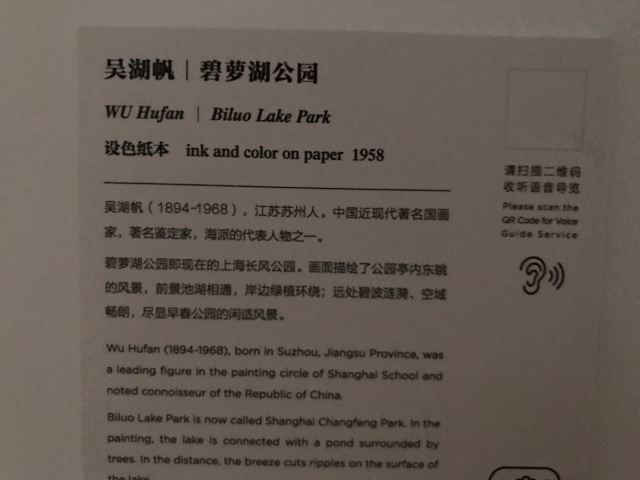 吴湖帆 | 碧萝湖公园
WU Hufan | Biluo Lake Park
设色纸本 ink and color on paper 1958
吴湖帆（1894-1968），江苏苏州人。中国近现代著名国画
家，著名鉴定家，海派的代表人物之一。
碧萝湖公园即现在的上海长风公园。画面描绘了公园亭内东眺
的风景，前景池湖相通，岸边绿植环绕；远处碧波涟漪、空域
畅朗，尽显早春公园的闲适风景。
Wu Hufan (1894-1968), born in Suzhou, Jiangsu Province, was
a leading figure in the painting circle of Shanghai School and
noted connoisseur of the Republic of China.
Biluo Lake Park is now called Shanghai Changfeng Park. In the
painting, the lake is connected with a pond surrounded by
trees. In the distance, the breeze cuts ripples on the surface of
the lake.
请扫描二维码
收听语音导览
Please scan the
QR Code for Voice
Guide Service